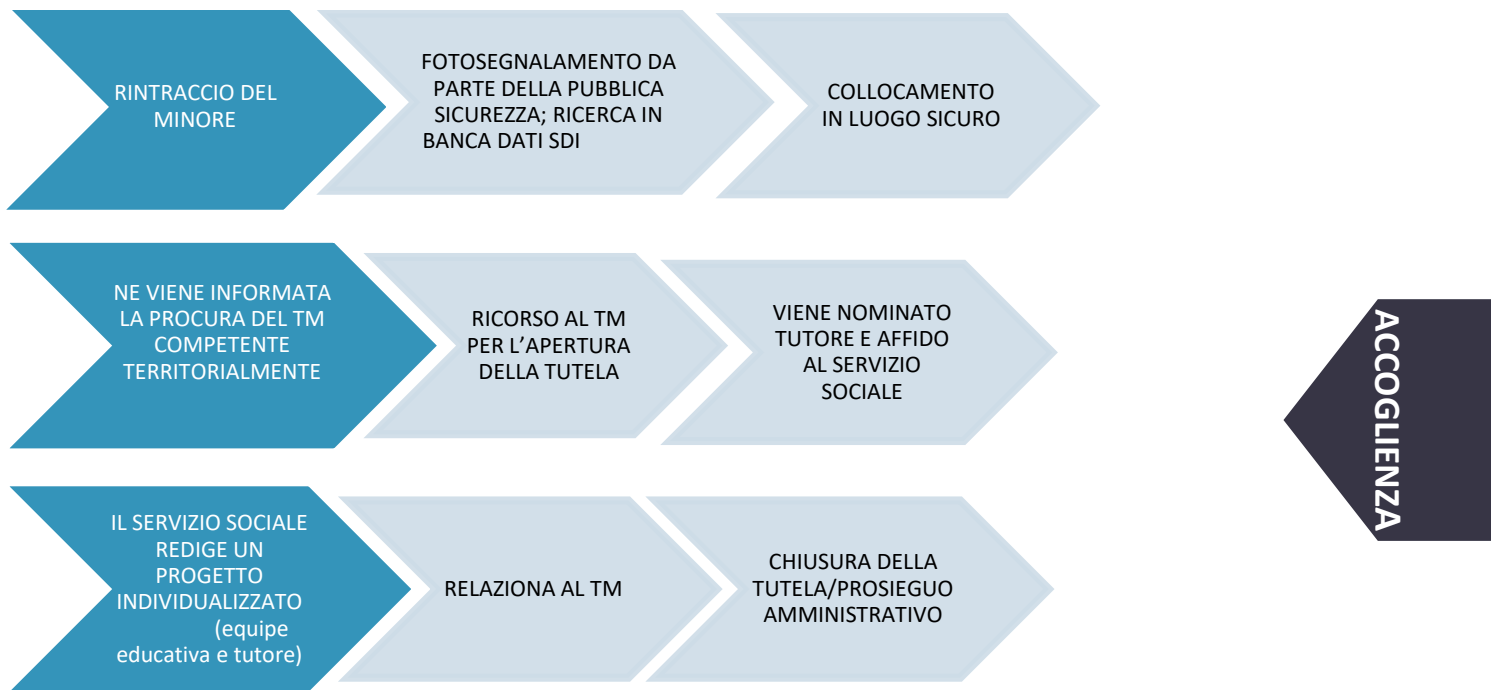 RINTRACCIO DEL
MINORE
FOTOSEGNALAMENTO DA
PARTE DELLA PUBBLICA
SICUREZZA; RICERCA IN
BANCA DATI SDI
COLLOCAMENTO
IN LUOGO SICURO
NE VIENE INFORMATA
LA PROCURA DEL TM
COMPETENTE
TERRITORIALMENTE
RICORSO AL TM
PER L’APERTURA
DELLA TUTELA
VIENE NOMINATO
TUTORE E AFFIDO
AL SERVIZIO
SOCIALE
IL SERVIZIO SOCIALE
REDIGE UN
PROGETTO
INDIVIDUALIZZATO
(equipe
educativa e tutore)
RELAZIONA AL TM
CHIUSURA DELLA
TUTELA/PROSIEGUO
AMMINISTRATIVO
ACCOGLIENZA